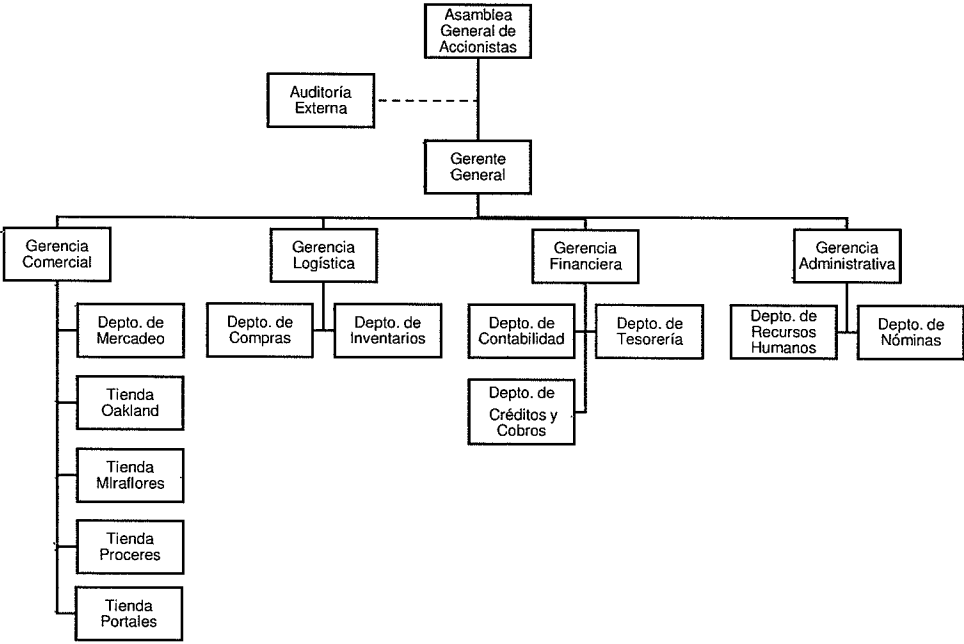 Asamblea
General de
Accionistas
Auditoría
Externa
Gerente
General
Gerencia
Comercial
Gerencia
Logística
Gerencia
Financiera
Gerencia
Administrativa
Depto. de
Mercadeo
Depto. de
Compras
Depto. de
Inventarios
Depto. de
Contabilidad
Depto. de
Tesorería
Depto. de
Recursos
Humanos
Depto. de
Nóminas
Tienda
Oakland
Depto. de
Créditos y
Cobros
Tienda
MIraflores
Tienda
Proceres
Tienda
Portales